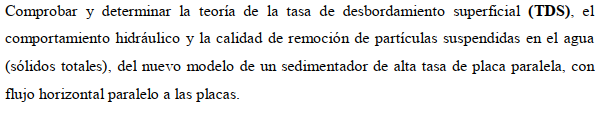 Comprobar y determinar la teoría de la tasa de desbordamiento superficial (TDS), el
comportamiento hidráulico y la calidad de remoción de partículas suspendidas en el agua
(sólidos totales), del nuevo modelo de un sedimentador de alta tasa de placa paralela, con
flujo horizontal paralelo a las placas.